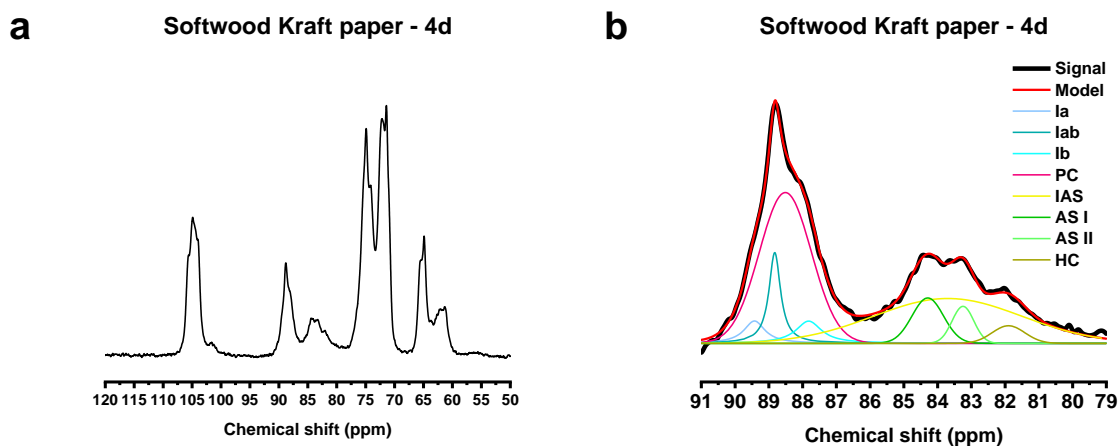 a
Softwood Kraft paper - 4d
120 115 110 105 100 95 90 85 80 75 70 65 60 55 50
Chemical shift (ppm)
b
Softwood Kraft paper - 4d
Signal
Model
Ia
Iab
Ib
PC
IAS
AS I
AS II
HC
91 90 89 88 87 86 85 84 83 82 81 80 79
Chemical shift (ppm)